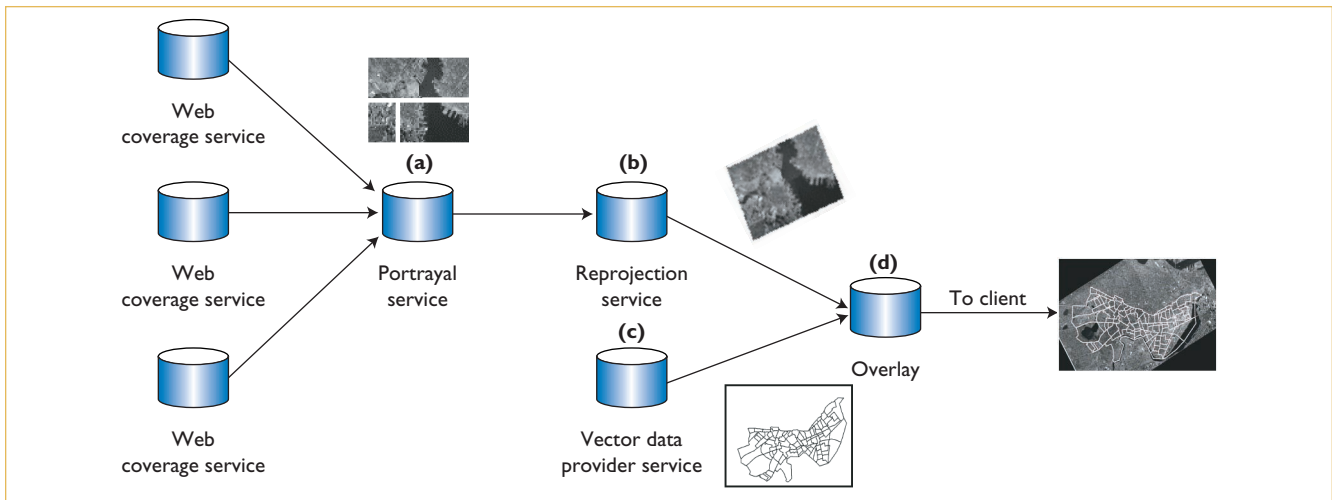 Web
coverage service
(a)
(b)
Web
coverage service
Portrayal
service
Reprojection
service
(c)
(d)
To client
Overlay
Web
coverage service
Vector data
provider service